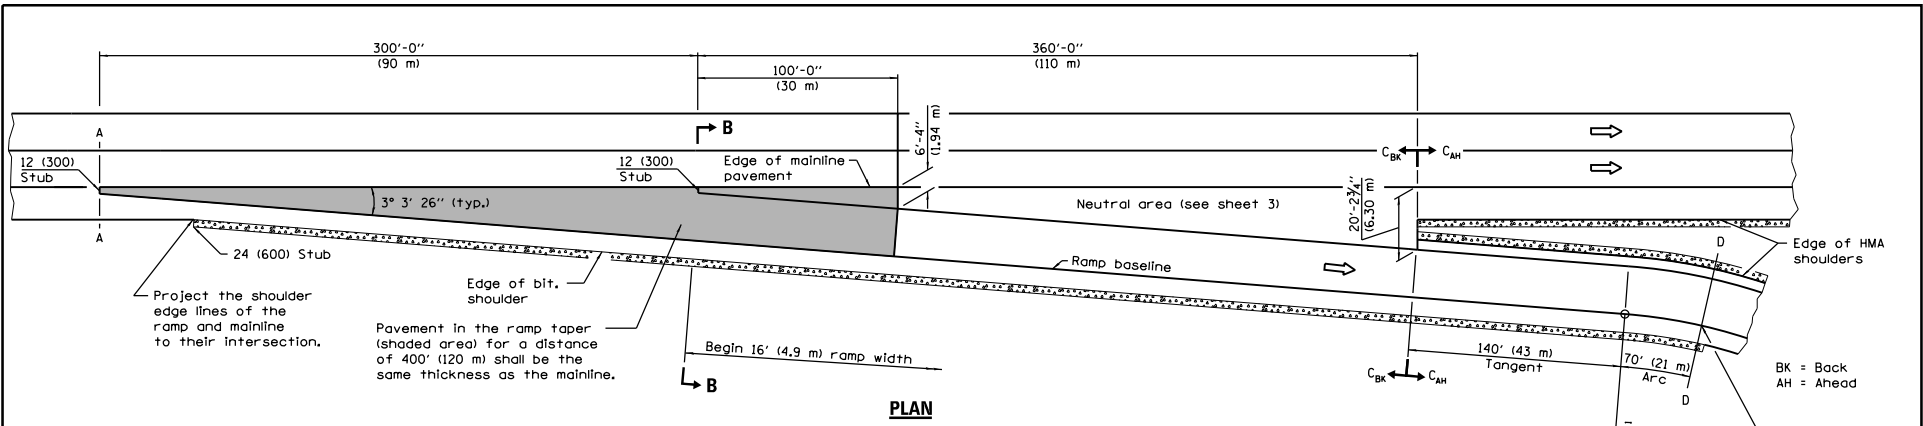 300'-0"
(90 m)
360'-0"
(110 m)
100'-0"
(30 m)
6'-4"
(1.94 m)
B
A
12 (300)
Stub
12 (300)
Stub
Edge of mainline
pavement
C BK
C AH
3° 3' 26" (typ.)
Neutral area (see sheet 3)
20'-2¾"
(6.30 m)
A
24 (600) Stub
D
Edge of HMA
shoulders
Ramp baseline
Edge of bit.
shoulder
Project the shoulder
edge lines of the
ramp and mainline
to their intersection.
Pavement in the ramp taper
(shaded area) for a distance
of 400' (120 m) shall be the
same thickness as the mainline.
Begin 16' (4.9 m) ramp width
140' (43 m)
Tangent
70' (21 m)
Arc
BK = Back
AH = Ahead
C BK
C AH
B
D
PLAN